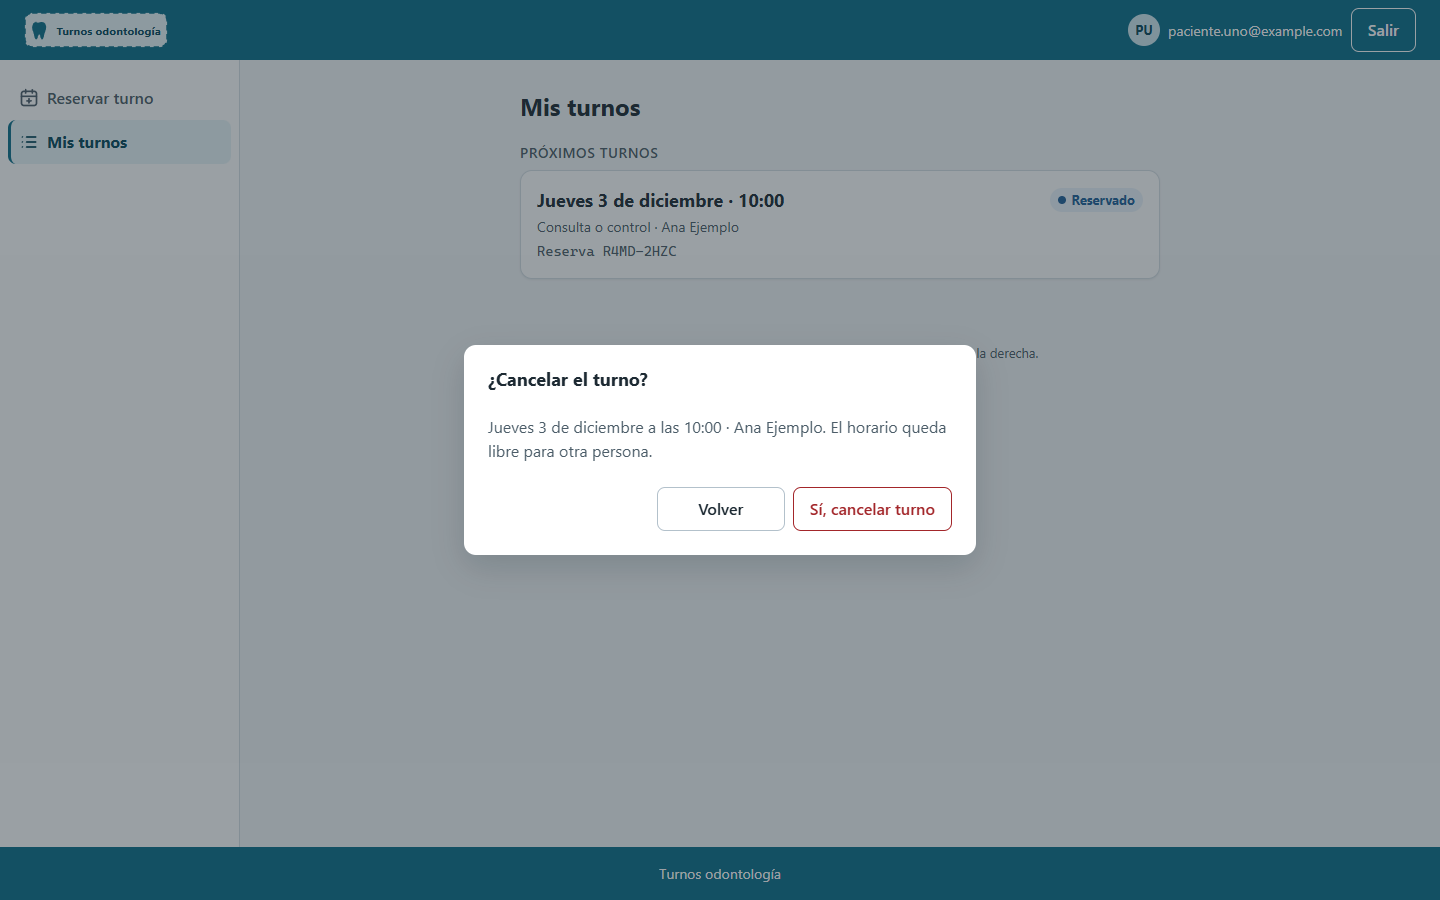 Turnos odontología
PU
paciente.uno@example.com
Salir
Reservar turno
Mis turnos
Mis turnos
PRÓXIMOS TURNOS
Jueves 3 de diciembre · 10:00
Reservado
Consulta o control · Ana Ejemplo
Reserva R4MD-2HZC
la derecha.
¿Cancelar el turno?
Jueves 3 de diciembre a las 10:00 · Ana Ejemplo. El horario queda
libre para otra persona.
Volver
Sí, cancelar turno
Turnos odontología